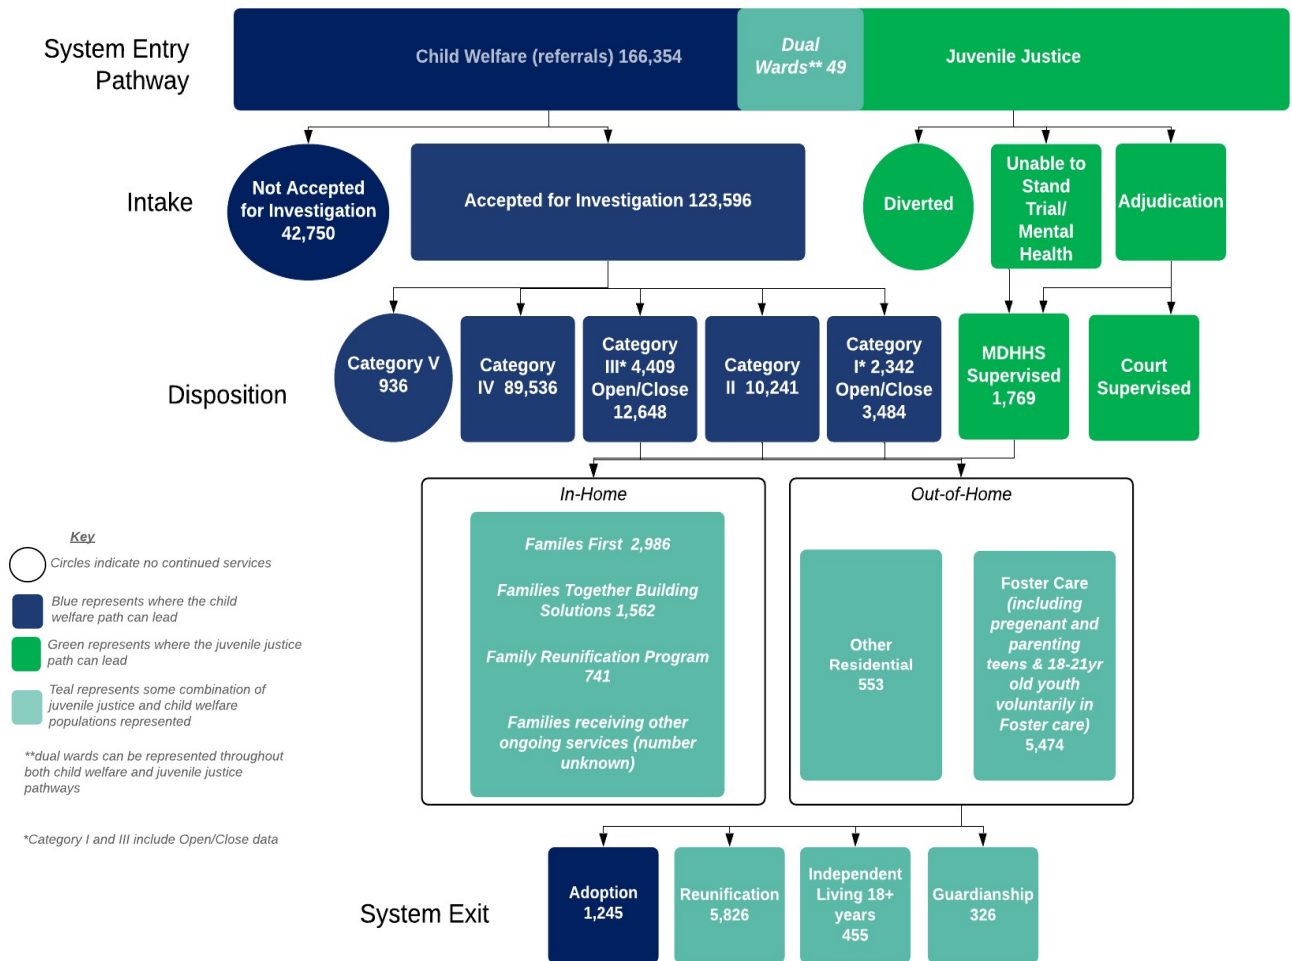 System Entry
Pathway
Child Welfare (referrals) 166,354
Dual
Wards** 49
Juvenile Justice
Intake
Not Accepted
for Investigation
42,750
Accepted for Investigation 123,596
Diverted
Unable to
Stand
Trial/
Mental
Health
Adjudication
Disposition
Category V
936
Category
IV 89,536
Category
III* 4,409
Open/Close
12,648
Category
II 10,241
Category
I* 2,342
Open/Close
3,484
MDHHS
Supervised
1,769
Court
Supervised
In-Home
Familes First 2,986
Families Together Building
Solutions 1,562
Family Reunification Program
741
Families receiving other
ongoing services (number
unknown)
Out-of-Home
Other
Residential
553
Foster Care
(including
pregenant and
parenting
teens & 18-21yr
old youth
voluntarily in
Foster care)
5,474
Key
Circles indicate no continued services
Blue represents where the child
welfare path can lead
Green represents where the juvenile justice
path can lead
Teal represents some combination of
juvenile justice and child welfare
populations represented
**dual wards can be represented throughout
both child welfare and juvenile justice
pathways
*Category I and III include Open/Close data
System Exit
Adoption
1,245
Reunification
5,826
Independent
Living 18+
years
455
Guardianship
326